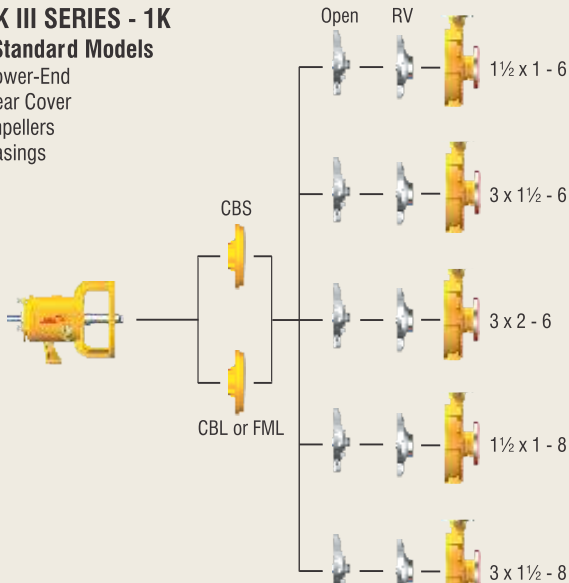 K III SERIES - 1K
Standard Models
ower-End
ear Cover
npellers
asings
Open RV
1½ x 1 - 6
3 x 1½ - 6
CBS
3 x 2 - 6
CBL or FML
1½ x 1 - 8
3 x 1½ - 8